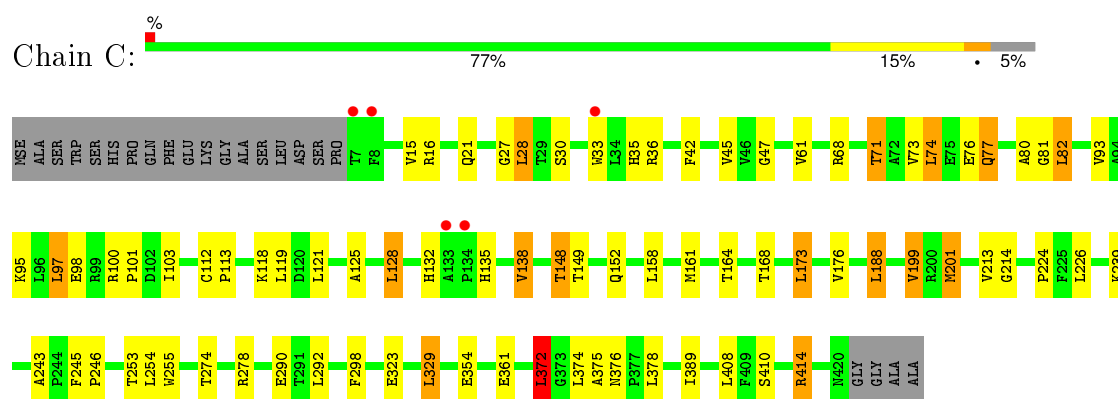 %
Chain C:
77% 15% • 5%
MSE ALA SER TRP SER HIS PRO GLN PHE GLU LYS GLY ALA SER LEU ASP SER PRO T7 F8 V15 R16 Q21 G27 L28 T29 S30 W33 L34 H35 R36 F42 V45 V46 G47 V61 R68 T71 A72 V73 L74 E75 E76 Q77 A80 G81 L82 V93 A94
K95 L96 L97 E98 R99 R100 P101 D102 I103 C112 P113 K118 L119 D120 L121 A125 L128 H132 A133 P134 H135 V138 T148 T149 Q152 L158 M161 T164 T168 L173 V176 L188 V199 R200 M201 V213 G214 P224 F225 L226 K239
A243 P244 F245 P246 T253 L254 W255 T274 R278 E290 T291 L292 F298 E323 L329 E354 E361 L372 G373 L374 A375 N376 P377 L378 I389 L408 F409 S410 R414 N420 GLY GLY ALA ALA